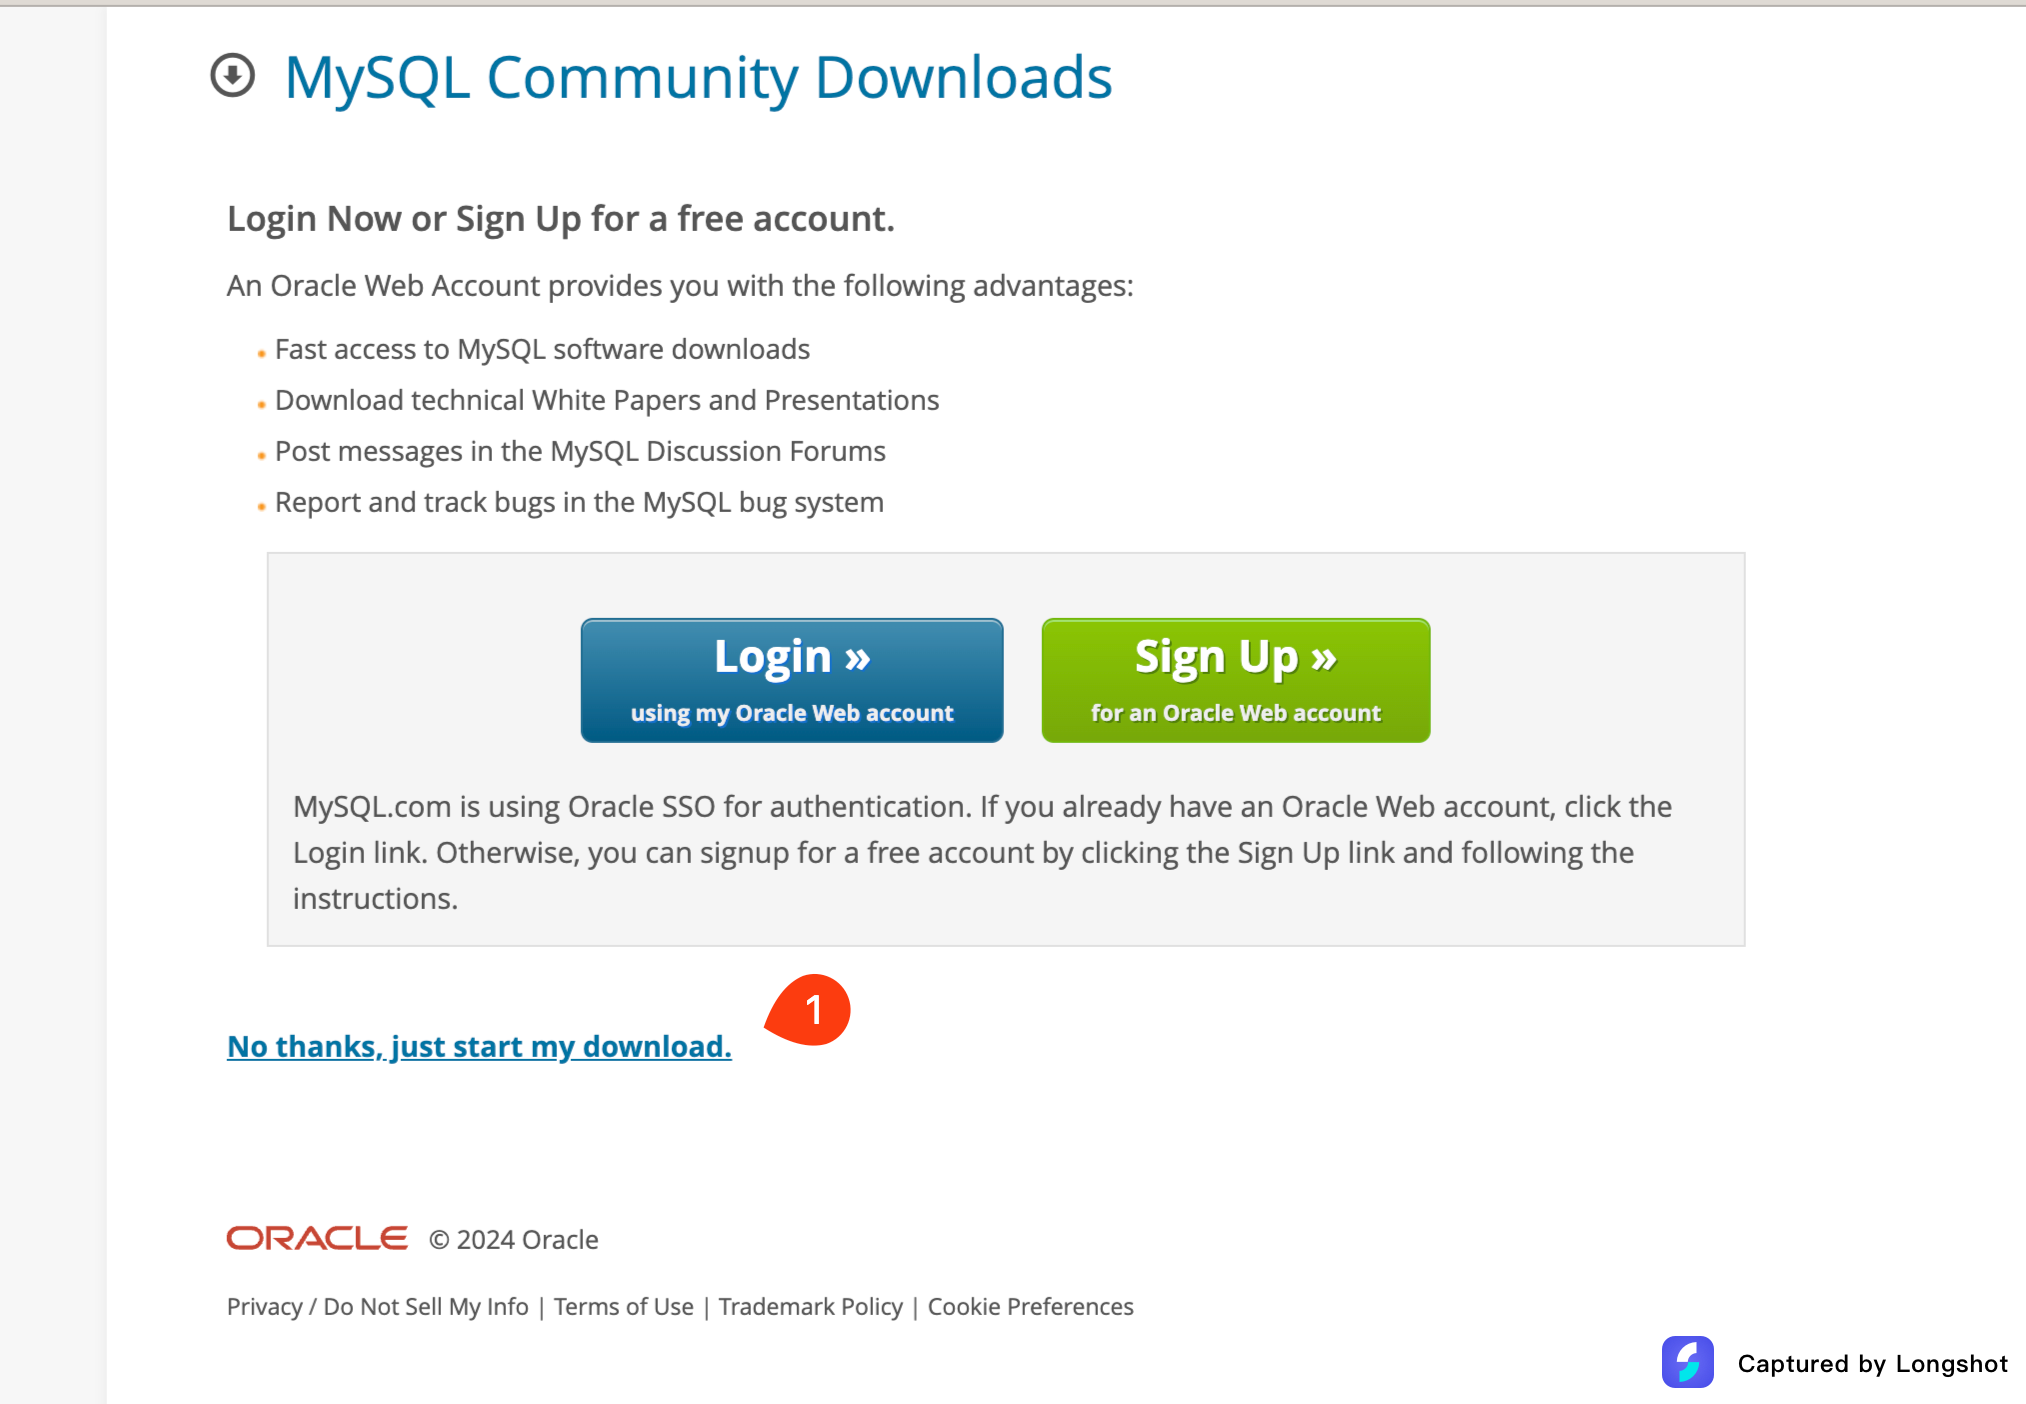 MySQL Community Downloads
Login Now or Sign Up for a free account.
An Oracle Web Account provides you with the following advantages:
Fast access to MySQL software downloads
Download technical White Papers and Presentations
Post messages in the MySQL Discussion Forums
Report and track bugs in the MySQL bug system
Login »
using my Oracle Web account
Sign Up »
for an Oracle Web account
MySQL.com is using Oracle SSO for authentication. If you already have an Oracle Web account, click the
Login link. Otherwise, you can signup for a free account by clicking the Sign Up link and following the
instructions.
1
No thanks, just start my download.
ORACLE © 2024 Oracle
Privacy / Do Not Sell My Info | Terms of Use | Trademark Policy | Cookie Preferences
Captured by Longshot